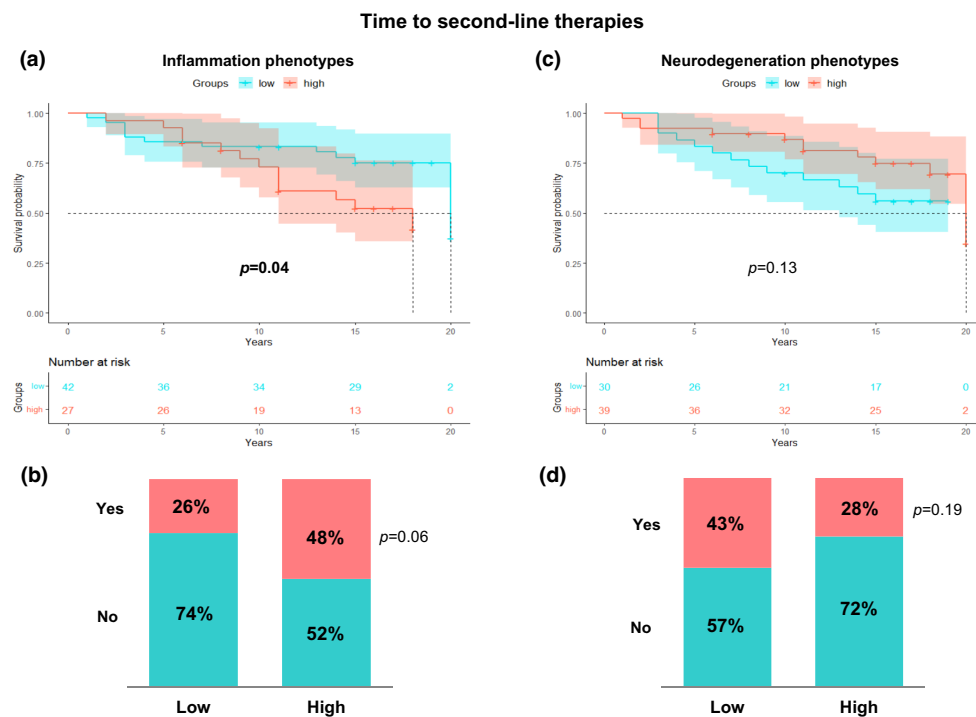 Time to second-line therapies
(a)
Inflammation phenotypes
Groups low high
1.00
0.75
0.50
0.25
0.00
Survival probability
p=0.04
0 5 10 15 20
Years
Number at risk
Groups
low 42 36 34 29 2
high 27 26 19 13 0
0 5 10 15 20
Years
(c)
Neurodegeneration phenotypes
Groups low high
1.00
0.75
0.50
0.25
0.00
Survival probability
p=0.13
0 5 10 15 20
Years
Number at risk
Groups
low 30 26 21 17 0
high 39 36 32 25 2
0 5 10 15 20
Years
(b)
Yes 26% 48% p=0.06
No 74% 52%
Low High
(d)
Yes 43% 28% p=0.19
No 57% 72%
Low High